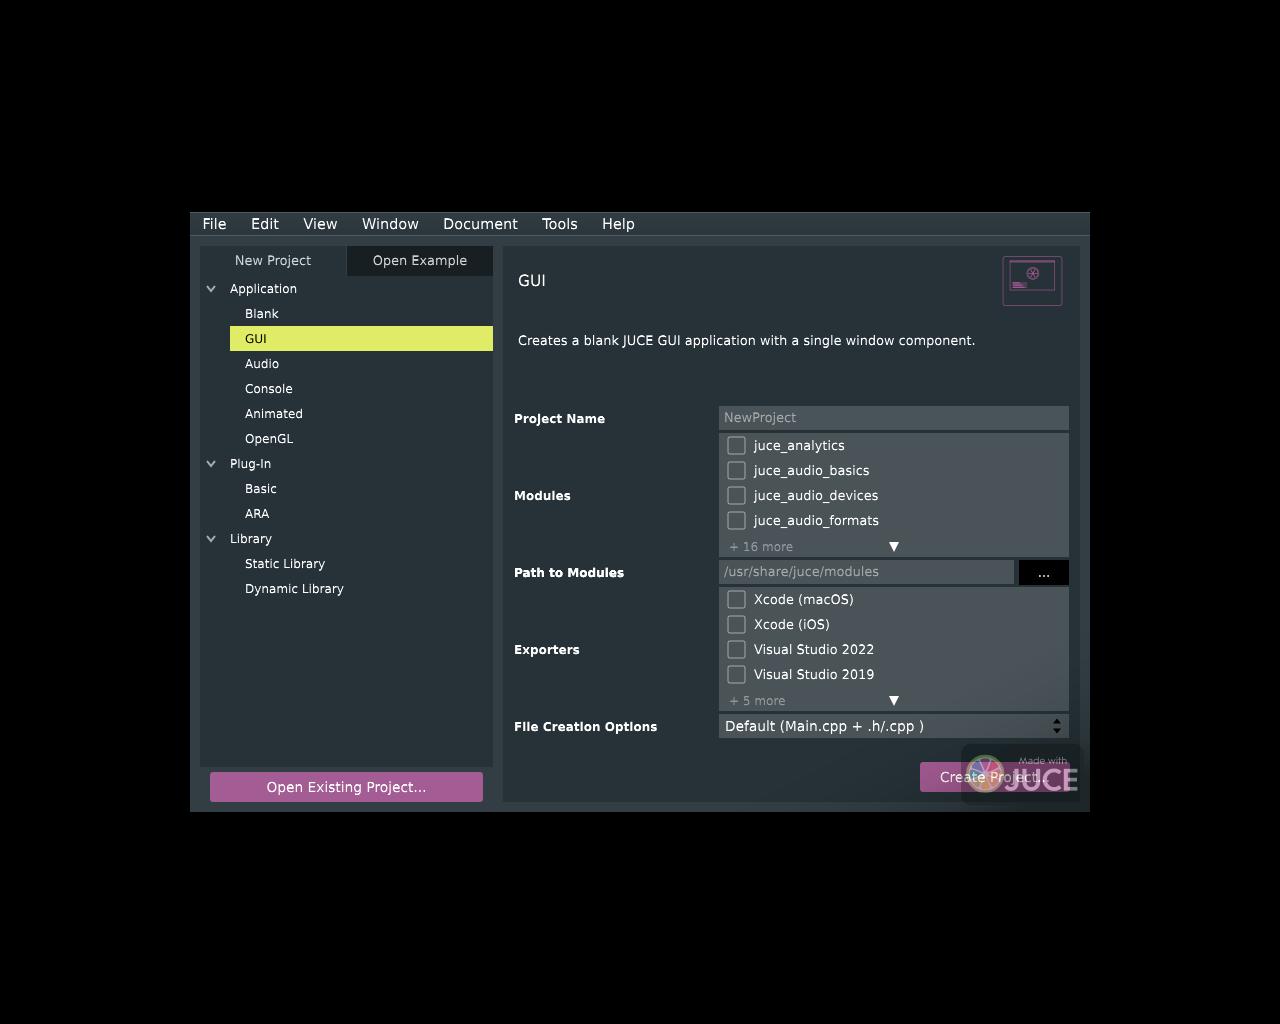 File Edit View Window Document Tools Help
New Project Open Example
Application
Blank
GUI
Audio
Console
Animated
OpenGL
Plug-In
Basic
ARA
Library
Static Library
Dynamic Library
Open Existing Project...
GUI
Creates a blank JUCE GUI application with a single window component.
Project Name
NewProject
Modules
juce_analytics
juce_audio_basics
juce_audio_devices
juce_audio_formats
+ 16 more
Path to Modules
/usr/share/juce/modules ...
Exporters
Xcode (macOS)
Xcode (iOS)
Visual Studio 2022
Visual Studio 2019
+ 5 more
File Creation Options
Default (Main.cpp + .h/.cpp )
Create Project...
Made with
JUCE